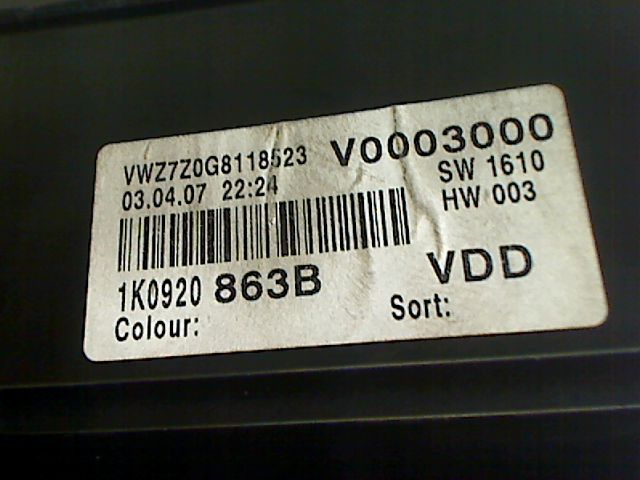 VWZ7Z0G8118523 V0003000
03.04.07 22:24 SW 1610
HW 003
1K0920 863B VDD
Colour: Sort: